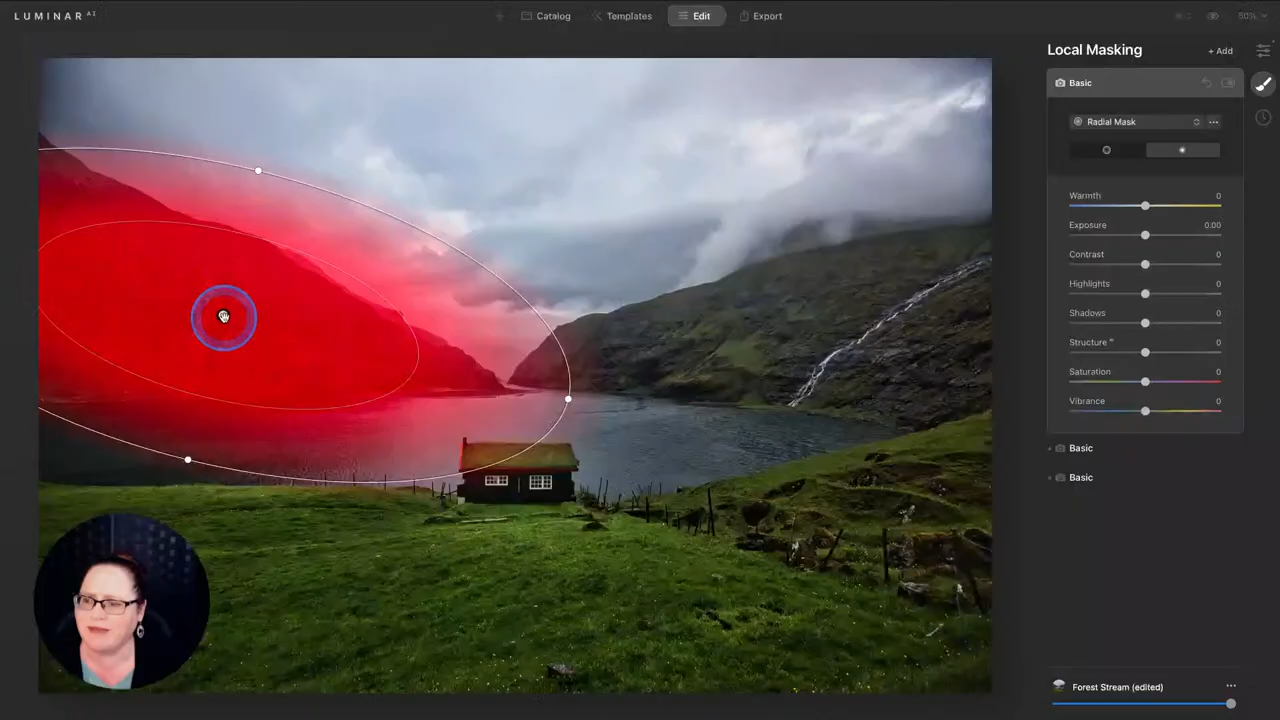 LUMINAR AI
Catalog
Templates
Edit
Export
50%
Local Masking
+ Add
Basic
Radial Mask
Warmth 0
Exposure 0.00
Contrast 0
Highlights 0
Shadows 0
Structure AI 0
Saturation 0
Vibrance 0
Basic
Basic
Forest Stream (edited)